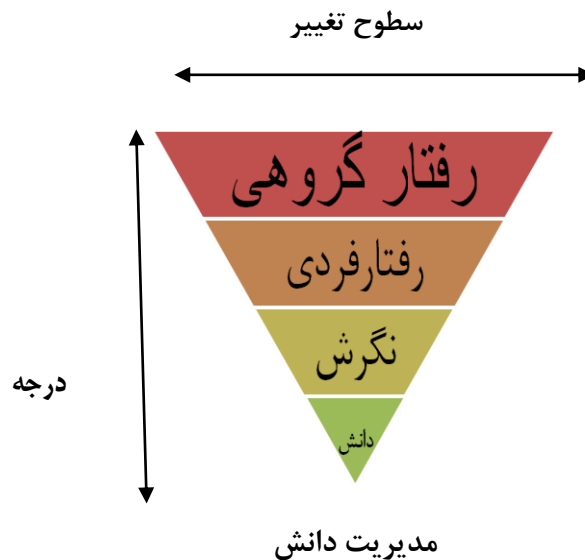 سطوح تغییر
رفتار گروهی
رفتارفردی
نگرش
درجه
دانش
مدیریت دانش